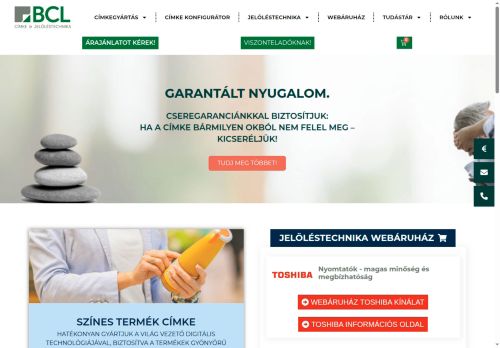 BCL
CÍMKE & JELÖLÉSTECHNIKA
CÍMKEGYÁRTÁS
CÍMKE KONFIGURÁTOR
JELÖLÉSTECHNIKA
WEBÁRUHÁZ
TUDÁSTÁR
RÓLUNK
ÁRAJÁNLATOT KÉREK!
VISZONTELADÓKNAK!
GARANTÁLT NYUGALOM.
CSEREGARANCIÁNKKAL BIZTOSÍTJUK:
HA A CÍMKE BÁRMILYEN OKBÓL NEM FELEL MEG –
KICSERÉLJÜK!
TUDJ MEG TÖBBET!
€
SZÍNES TERMÉK CÍMKE
HATÉKONYAN GYÁRTJUK A VILÁG VEZETŐ DIGITÁLIS
TECHNOLÓGIÁJÁVAL, BIZTOSÍTVA A TERMÉKEK GYÖNYÖRŰ
JELÖLÉSTECHNIKA WEBÁRUHÁZ
TOSHIBA
Nyomtatók - magas minőség és
megbízhatóság
WEBÁRUHÁZ TOSHIBA KÍNÁLAT
TOSHIBA INFORMÁCIÓS OLDAL